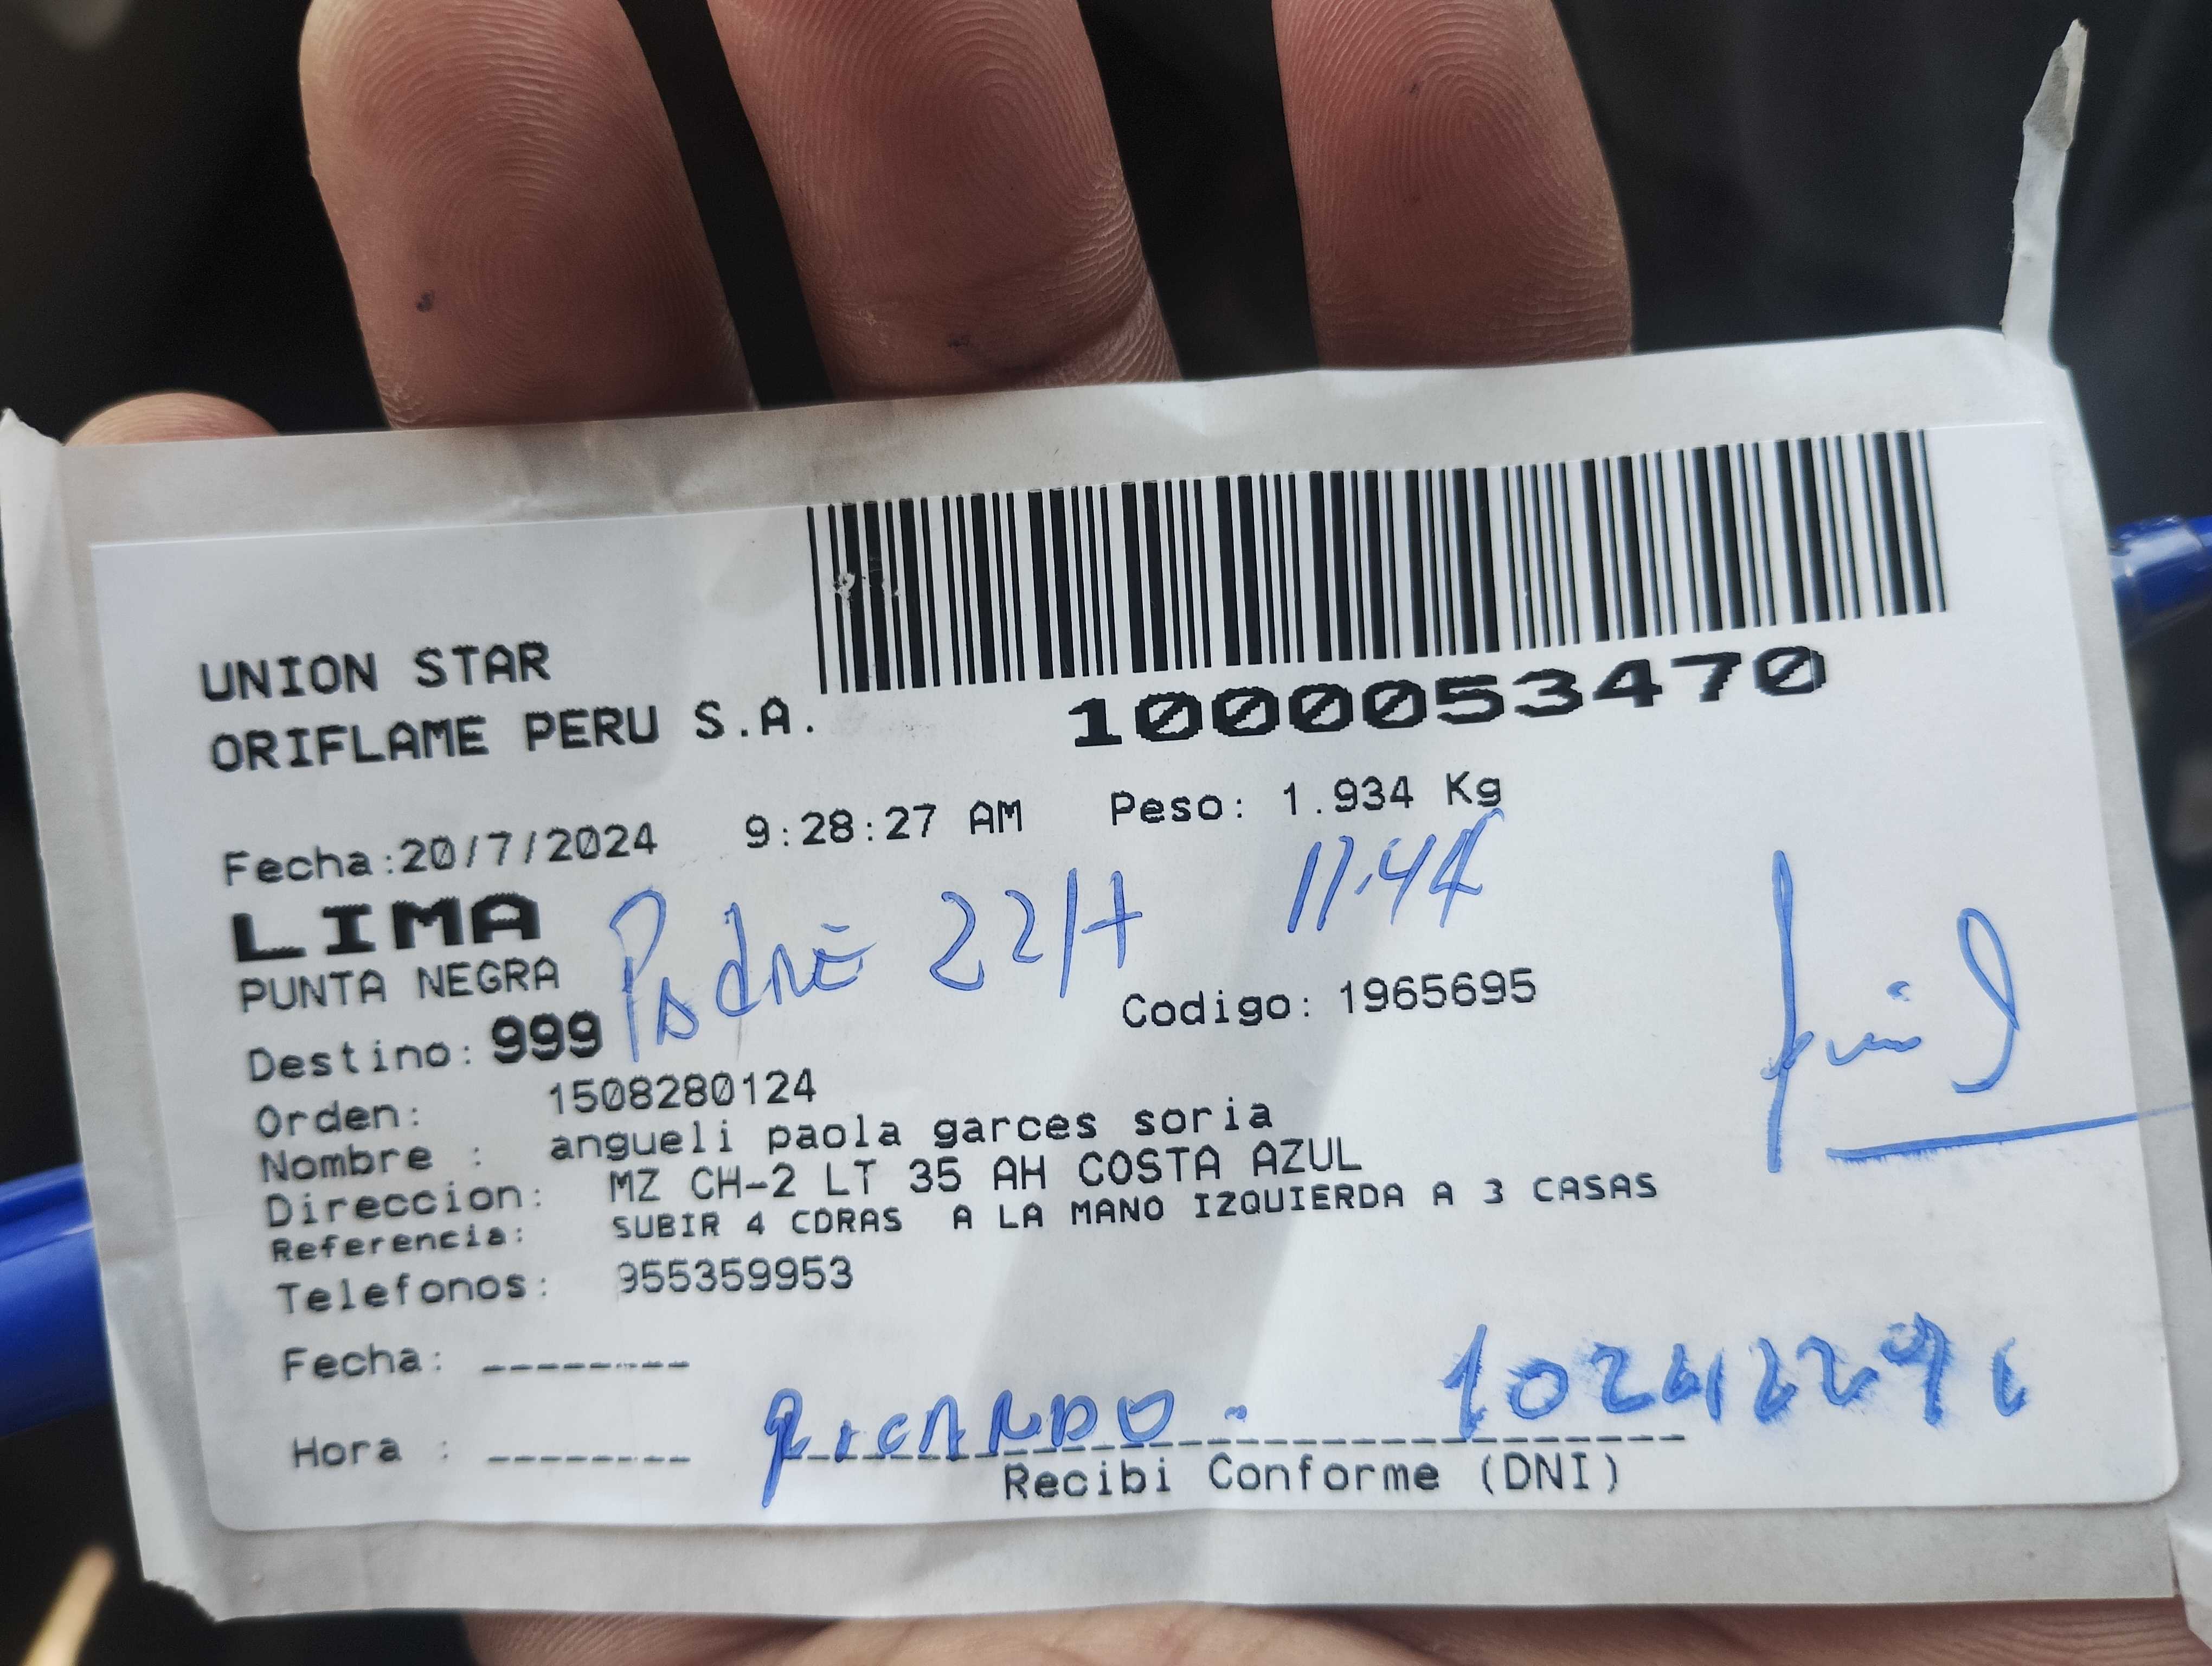 1000053470
UNION STAR
ORIFLAME PERU S.A.
Fecha:20/7/2024 9:28:27 AM Peso: 1.934 Kg
LIMA Padre 22/7 11:44
PUNTA NEGRA
Destino: 999 Codigo: 1965695
Orden: 1508280124
Nombre : angueli paola garces soria
Direccion: MZ CH-2 LT 35 AH COSTA AZUL
Referencia: SUBIR 4 CDRAS A LA MANO IZQUIERDA A 3 CASAS
Telefonos: 955359953
Fecha: --------
Hora : -------- RICARDO.
Recibi Conforme (DNI)